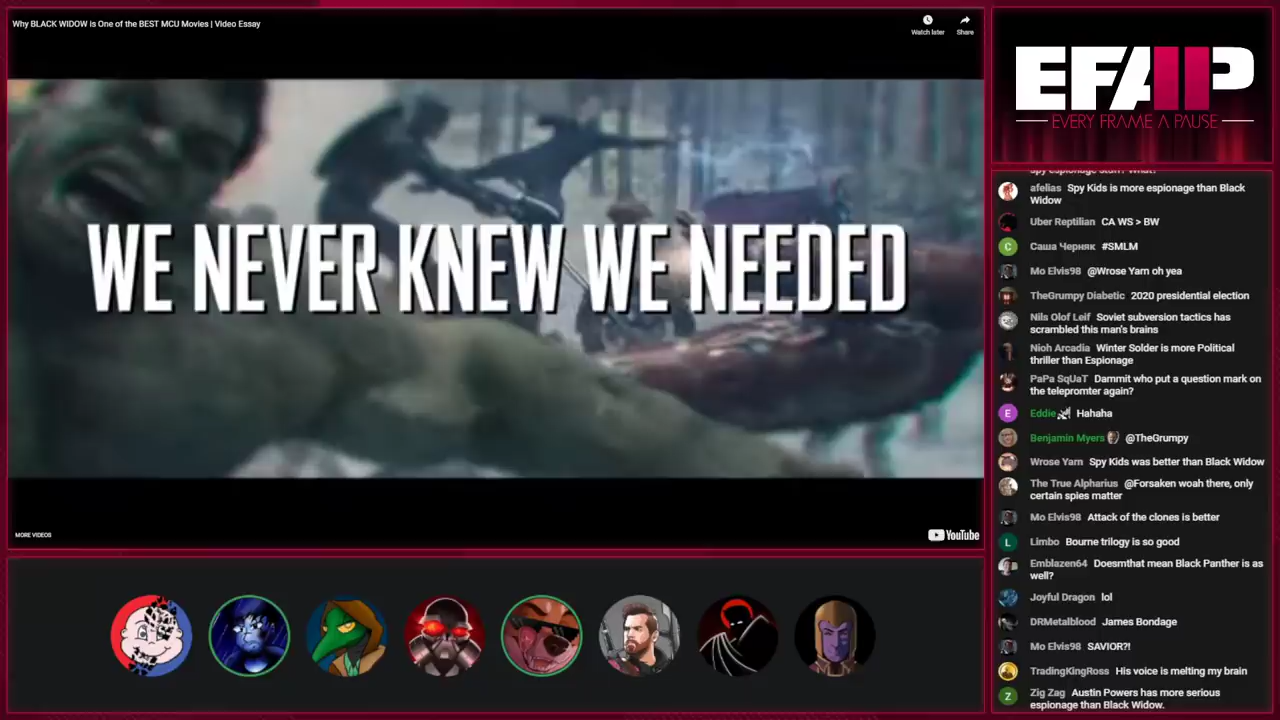 Why BLACK WIDOW is One of the BEST MCU Movies | Video Essay
Watch later
Share
WE NEVER KNEW WE NEEDED
MORE VIDEOS
YouTube
EFAP
EVERY FRAME A PAUSE
spy espionage stuff? What?
afelias Spy Kids is more espionage than Black
Widow
Uber Reptilian CA WS > BW
C
Саша Черняк #SMLM
Mo Elvis98 @Wrose Yarn oh yea
TheGrumpy Diabetic 2020 presidential election
Nils Olof Leif Soviet subversion tactics has
scrambled this man's brains
Nioh Arcadia Winter Solder is more Political
thriller than Espionage
PaPa SqUaT Dammit who put a question mark on
the telepromter again?
E
Eddie Hahaha
Benjamin Myers @TheGrumpy
Wrose Yarn Spy Kids was better than Black Widow
The True Alpharius @Forsaken woah there, only
certain spies matter
Mo Elvis98 Attack of the clones is better
L
Limbo Bourne trilogy is so good
Emblazen64 Doesmthat mean Black Panther is as
well?
Joyful Dragon lol
DRMetalblood James Bondage
Mo Elvis98 SAVIOR?!
TradingKingRoss His voice is melting my brain
Z
Zig Zag Austin Powers has more serious
espionage than Black Widow.